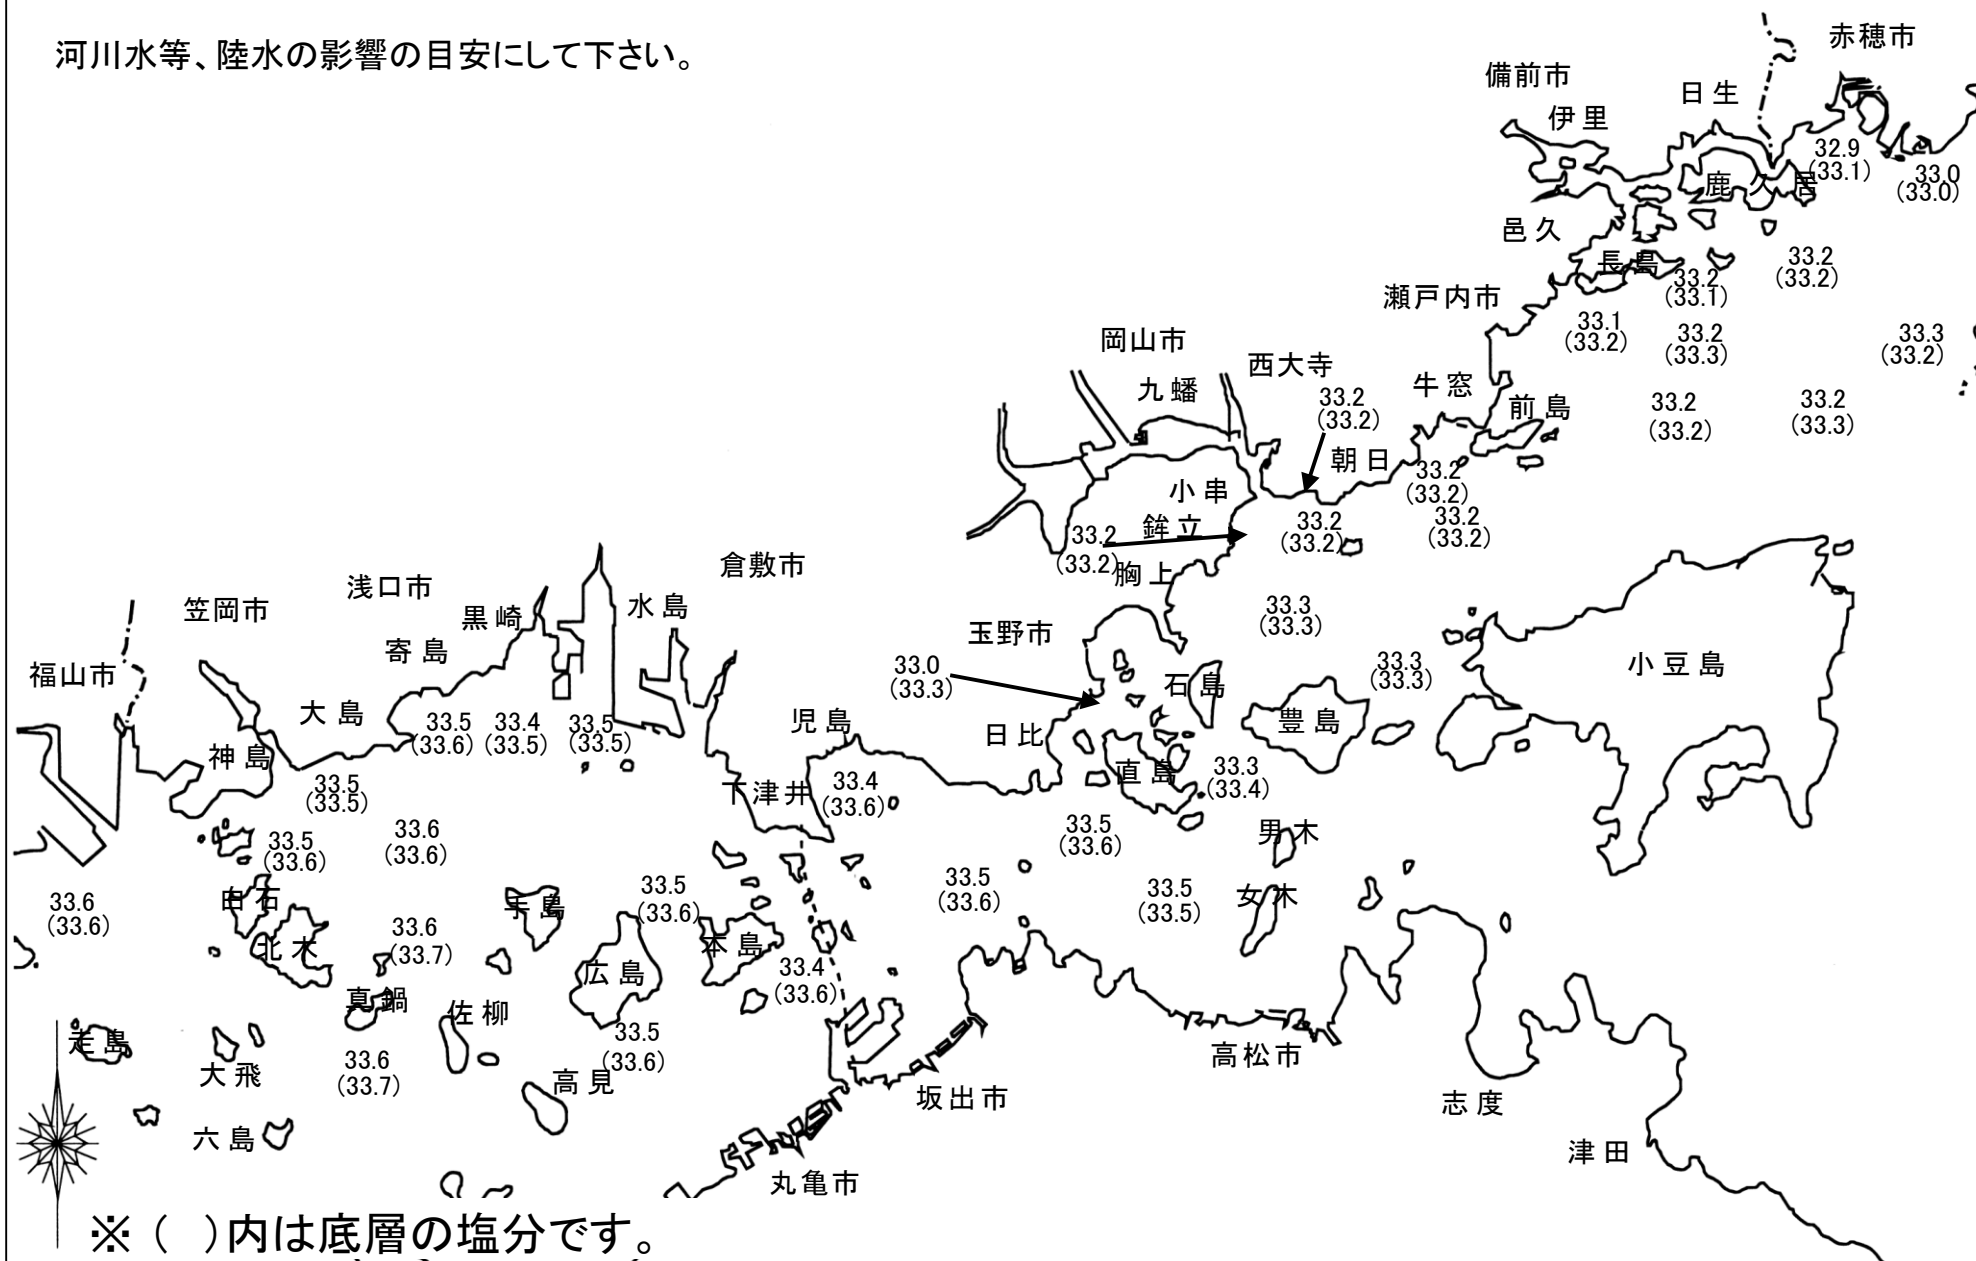 河川水等、陸水の影響の目安にして下さい。
赤穂市
備前市
日生
伊里
32.9
(33.1)
33.0
(33.0)
鹿久居
邑久
長島
33.2
(33.2)
33.2
(33.1)
瀬戸内市
33.1
(33.2)
33.2
(33.3)
33.3
(33.2)
岡山市
西大寺
九蟠
牛窓
前島
33.2
(33.2)
33.2
(33.2)
33.2
(33.3)
朝日
33.2
(33.2)
小串
鉾立
33.2
(33.2)
33.2
(33.2)
33.2
(33.2)
胸上
倉敷市
浅口市
笠岡市
黒崎
水島
33.3
(33.3)
玉野市
寄島
福山市
33.0
(33.3)
33.3
(33.3)
小豆島
石島
大島
33.5
(33.6)
33.4
(33.5)
33.5
(33.5)
児島
日比
豊島
神島
直島
33.3
(33.4)
33.5
(33.5)
下津井
33.4
(33.6)
33.5
(33.6)
33.6
(33.6)
33.5
(33.6)
男木
33.5
(33.6)
33.5
(33.6)
33.5
(33.5)
女木
白石
手島
33.6
(33.6)
33.6
(33.7)
北木
本島
広島
33.4
(33.6)
真鍋
佐柳
走島
33.5
(33.6)
33.6
(33.7)
大飛
高見
高松市
坂出市
志度
六島
津田
丸亀市
※( )内は底層の塩分です。